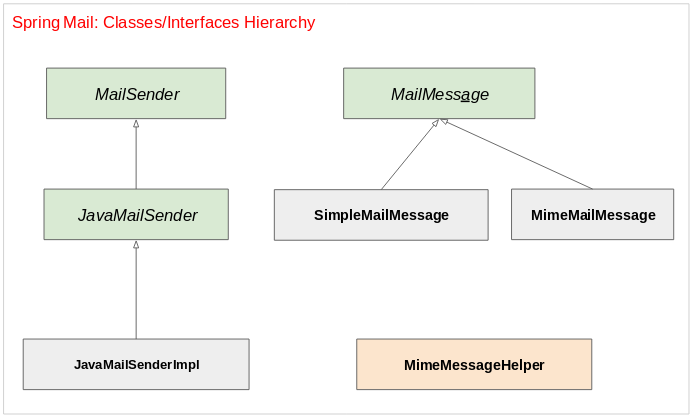 Spring Mail: Classes/Interfaces Hierarchy
MailSender
MailMessage
JavaMailSender
SimpleMailMessage
MimeMailMessage
JavaMailSenderImpl
MimeMessageHelper